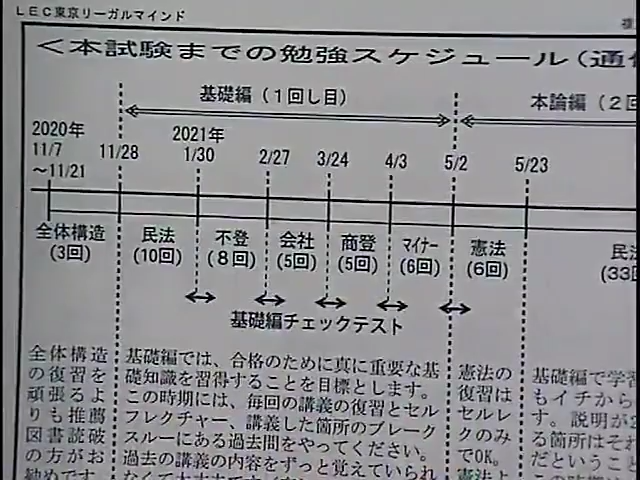 LEC東京リーガルマインド
＜本試験までの勉強スケジュール（通
基礎編（1回し目）
本論編（2回
2020年
11/7
～11/21
11/28
2021年
1/30
2/27
3/24
4/3
5/2
5/23
全体構造
(3回)
民法
(10回)
不登
(8回)
会社
(5回)
商登
(5回)
マイナー
(6回)
憲法
(6回)
民
(33回
基礎編チェックテスト
全体構造
の復習を
頑張るよ
りも推薦
図書読破
の方がお
勧めです
基礎編では、合格のために真に重要な基
礎知識を習得することを目標とします。
この時期には、毎回の講義の復習とセル
フレクチャー、講義した箇所のブレーク
スルーにある過去問をやってください。
過去の講義の内容をずっと覚えていられ
憲法の
復習は
セルレ
クのみ
でOK。
憲法よ
基礎編で学
もイチから
す。説明が
る箇所はそ
だというこ
この時期